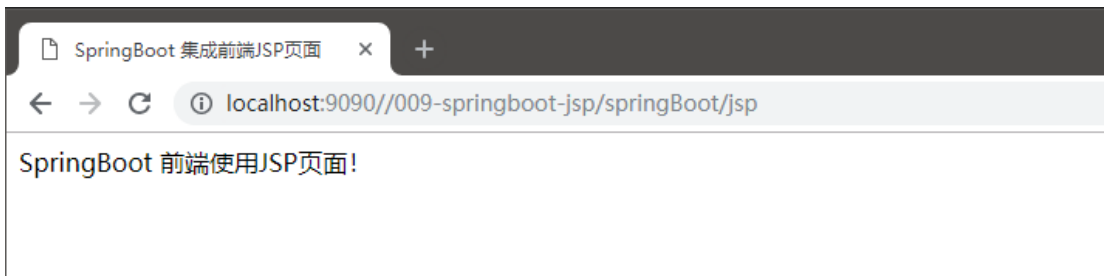 SpringBoot 集成前端JSP页面
localhost:9090//009-springboot-jsp/springBoot/jsp
SpringBoot 前端使用JSP页面!